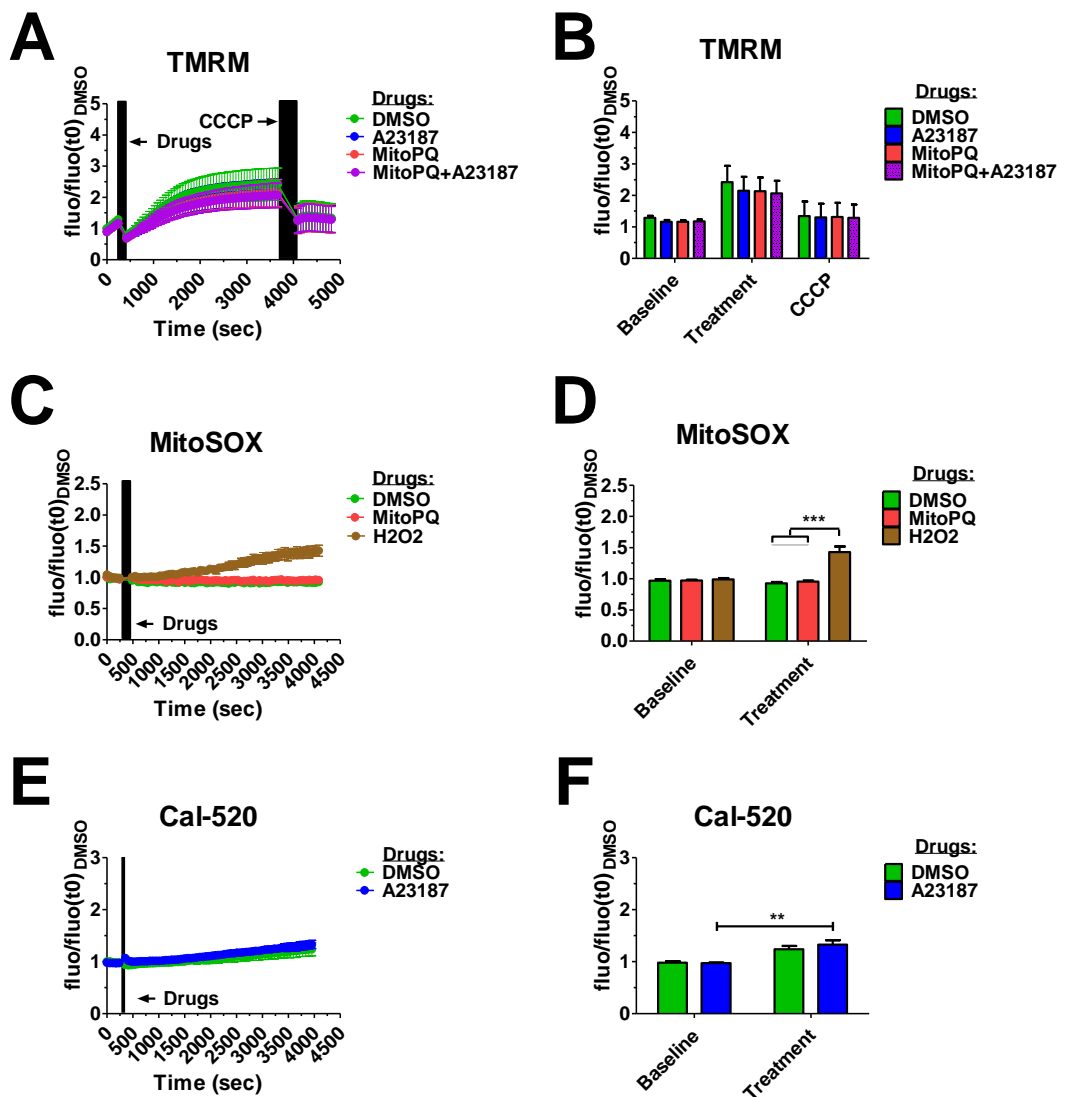 A
TMRM
fluo/fluo(t0)DMSO
5
4
3
2
1
0
0
1000
2000
3000
4000
5000
Time (sec)
CCCP
Drugs
Drugs:
DMSO
A23187
MitoPQ
MitoPQ+A23187
B
TMRM
fluo/fluo(t0)DMSO
5
4
3
2
1
0
Baseline
Treatment
CCCP
Drugs:
DMSO
A23187
MitoPQ
MitoPQ+A23187
C
MitoSOX
fluo/fluo(t0)DMSO
2.5
2.0
1.5
1.0
0.5
0.0
0
500
1000
1500
2000
2500
3000
3500
4000
4500
Time (sec)
Drugs
Drugs:
DMSO
MitoPQ
H2O2
D
MitoSOX
fluo/fluo(t0)DMSO
2.5
2.0
1.5
1.0
0.5
0.0
***
Baseline
Treatment
Drugs:
DMSO
MitoPQ
H2O2
E
Cal-520
fluo/fluo(t0)DMSO
3
2
1
0
0
500
1000
1500
2000
2500
3000
3500
4000
4500
Time (sec)
Drugs
Drugs:
DMSO
A23187
F
Cal-520
fluo/fluo(t0)DMSO
3
2
1
0
**
Baseline
Treatment
Drugs:
DMSO
A23187